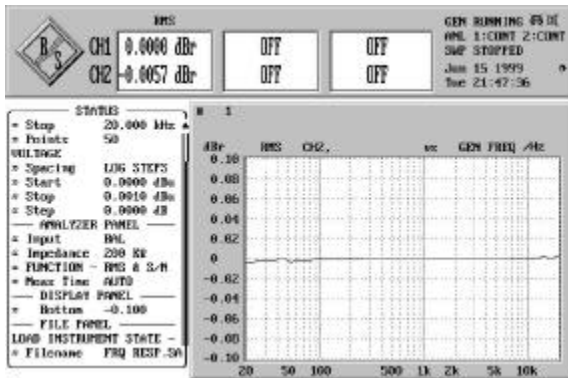 RMS
R S
CH1 0.0000 dBr OFF OFF
CH2 -0.0057 dBr OFF OFF
GEN RUNNING
ANL 1:CONT 2:CONT
SWP STOPPED
Jun 15 1999
Tue 21:47:36
STATUS
Stop 20.000 kHz
Points 50
VOLTAGE
Spacing LOG STEPS
Start 0.0000 dBu
Stop 0.0010 dBu
Step 0.0000 dB
ANALYZER PANEL
Input BAL
Impedance 200 KΩ
FUNCTION - RMS & S/N
Meas Time AUTO
DISPLAY PANEL
Bottom -0.100
FILE PANEL
LOAD INSTRUMENT STATE -
Filename FRQ_RESP.SA
1
dBr RMS CH2, vs GEN FREQ /Hz
0.10
0.08
0.06
0.04
0.02
0
-0.02
-0.04
-0.06
-0.08
-0.10
20 50 100 500 1k 2k 5k 10k